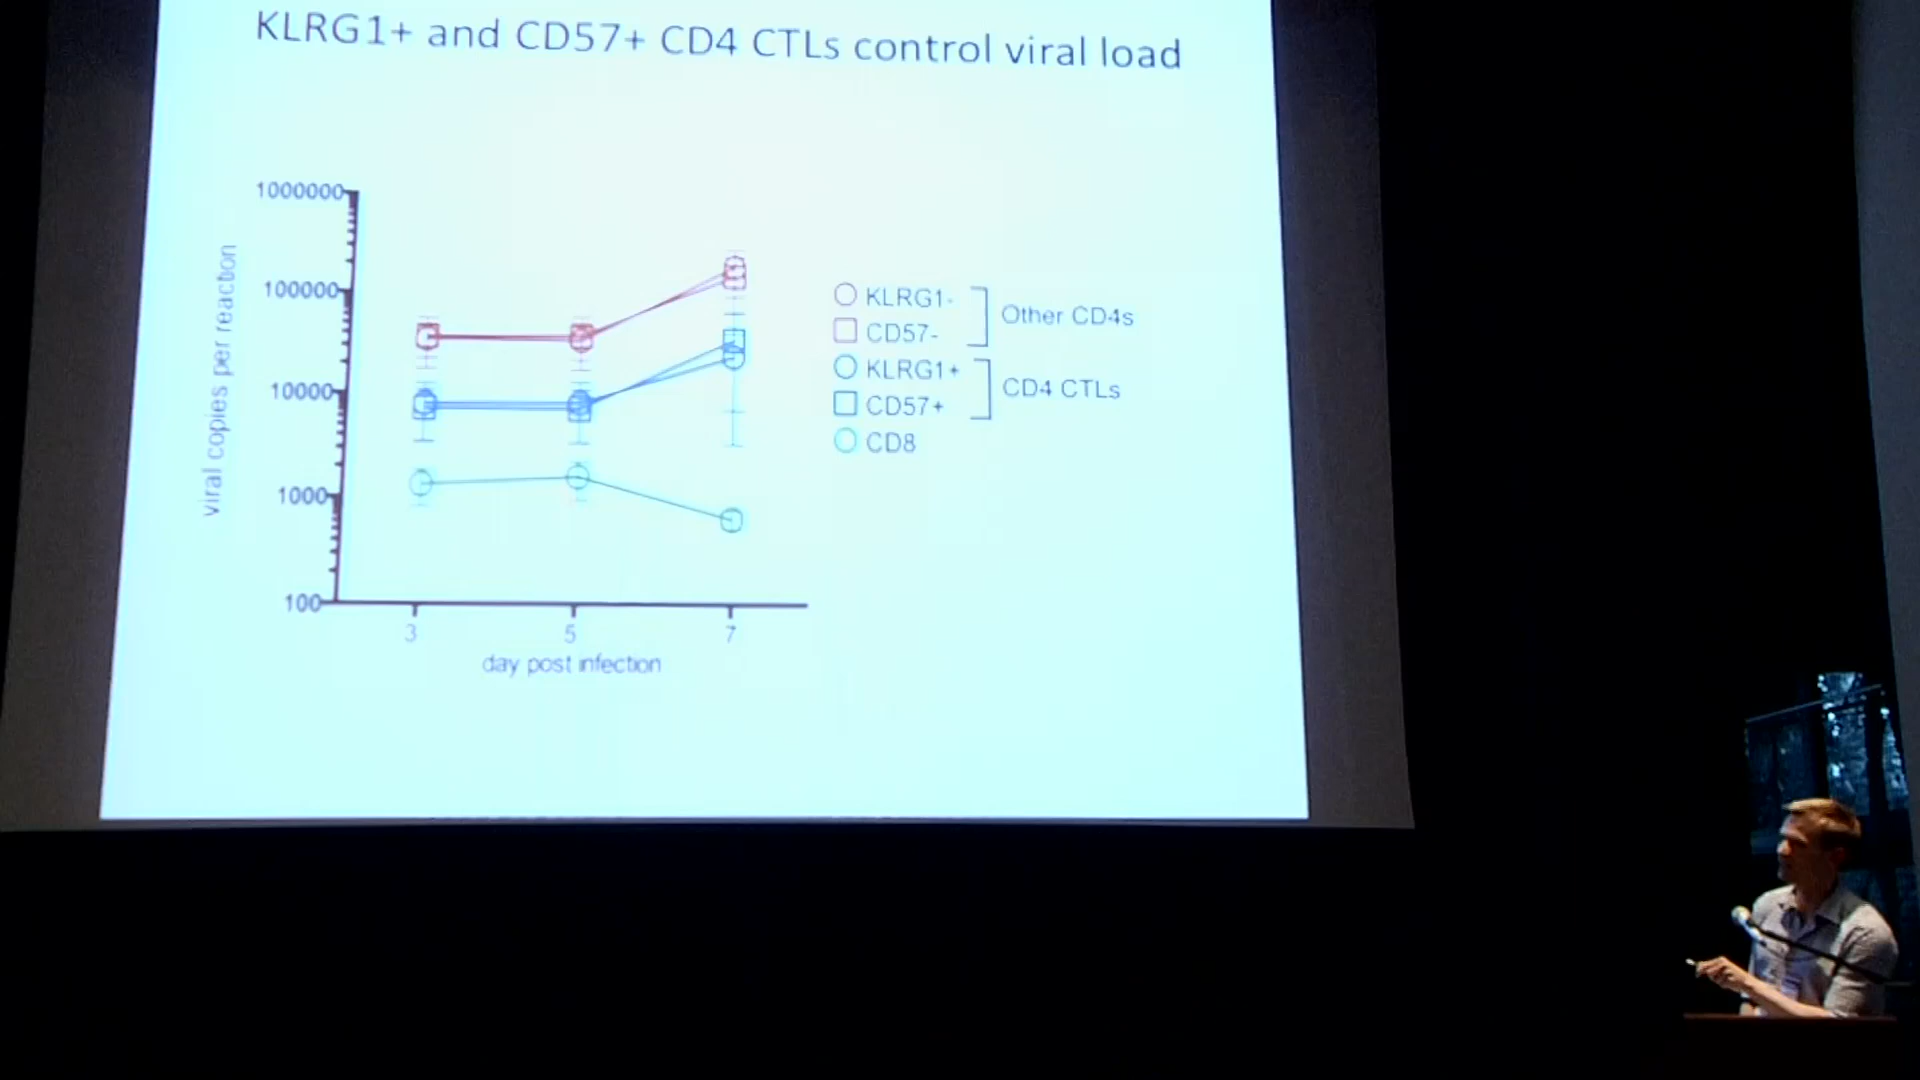 KLRG1+ and CD57+ CD4 CTLs control viral load
1000000
100000
10000
1000
100
viral copies per reaction
3 5 7
day post infection
KLRG1-
CD57-
Other CD4s
KLRG1+
CD57+
CD4 CTLs
CD8